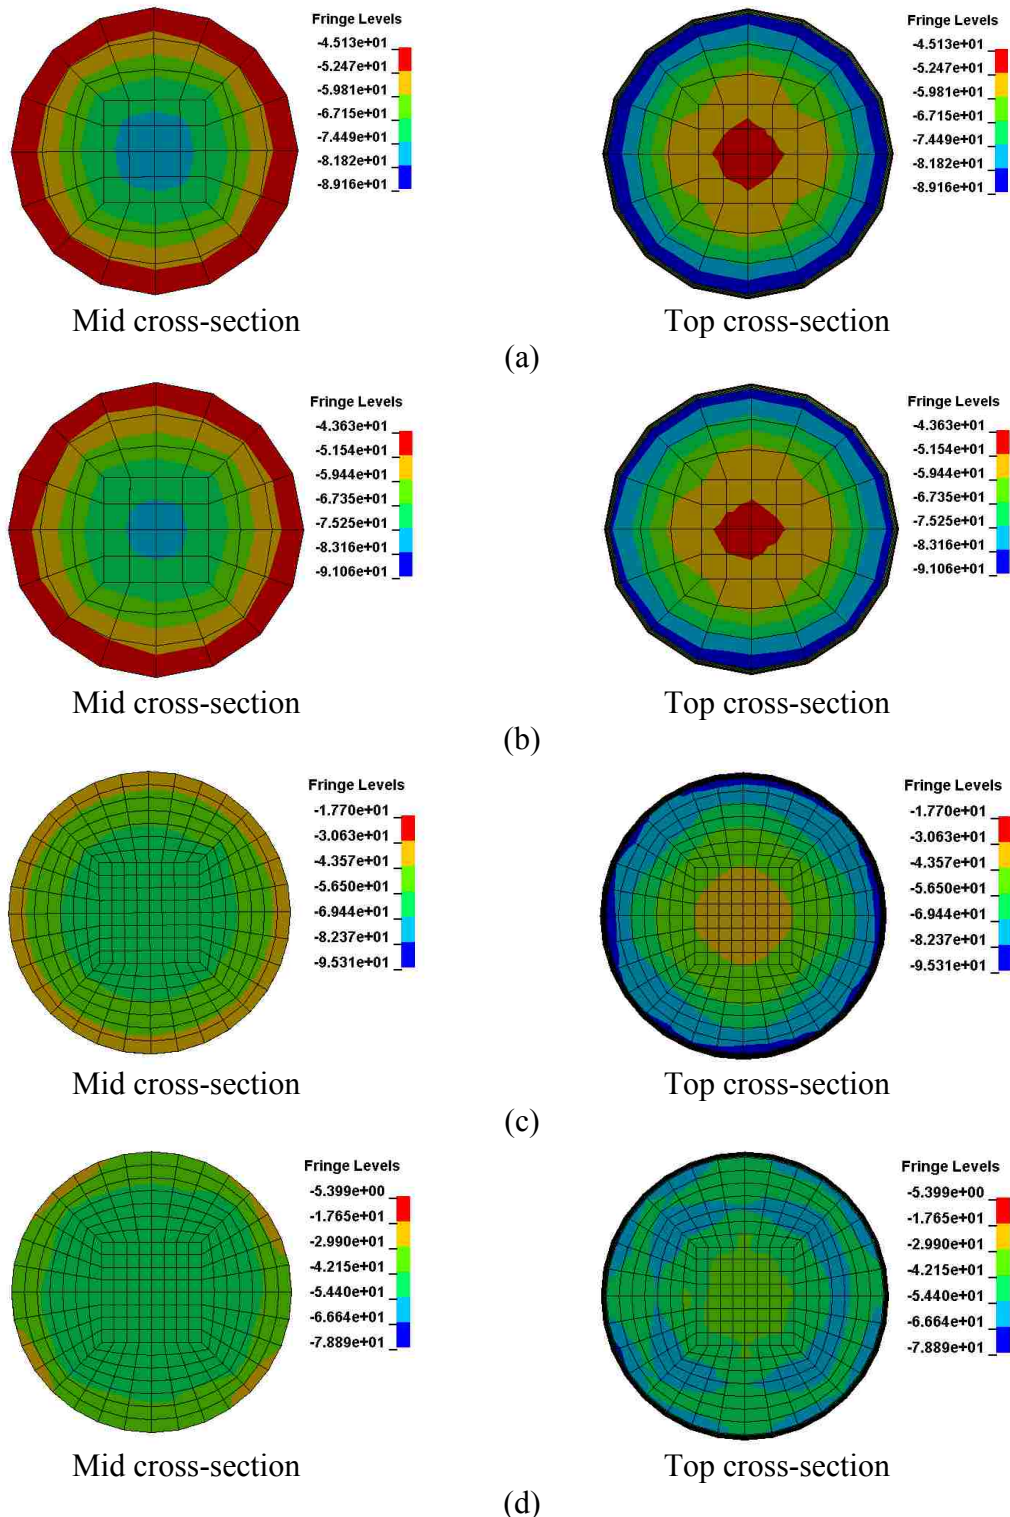 Fringe Levels
-4.513e+01
-5.247e+01
-5.981e+01
-6.715e+01
-7.449e+01
-8.182e+01
-8.916e+01
Fringe Levels
-4.513e+01
-5.247e+01
-5.981e+01
-6.715e+01
-7.449e+01
-8.182e+01
-8.916e+01
Mid cross-section
Top cross-section
(a)
Fringe Levels
-4.363e+01
-5.154e+01
-5.944e+01
-6.735e+01
-7.525e+01
-8.316e+01
-9.106e+01
Fringe Levels
-4.363e+01
-5.154e+01
-5.944e+01
-6.735e+01
-7.525e+01
-8.316e+01
-9.106e+01
Mid cross-section
Top cross-section
(b)
Fringe Levels
-1.770e+01
-3.063e+01
-4.357e+01
-5.650e+01
-6.944e+01
-8.237e+01
-9.531e+01
Fringe Levels
-1.770e+01
-3.063e+01
-4.357e+01
-5.650e+01
-6.944e+01
-8.237e+01
-9.531e+01
Mid cross-section
Top cross-section
(c)
Fringe Levels
-5.399e+00
-1.765e+01
-2.990e+01
-4.215e+01
-5.440e+01
-6.664e+01
-7.889e+01
Fringe Levels
-5.399e+00
-1.765e+01
-2.990e+01
-4.215e+01
-5.440e+01
-6.664e+01
-7.889e+01
Mid cross-section
Top cross-section
(d)